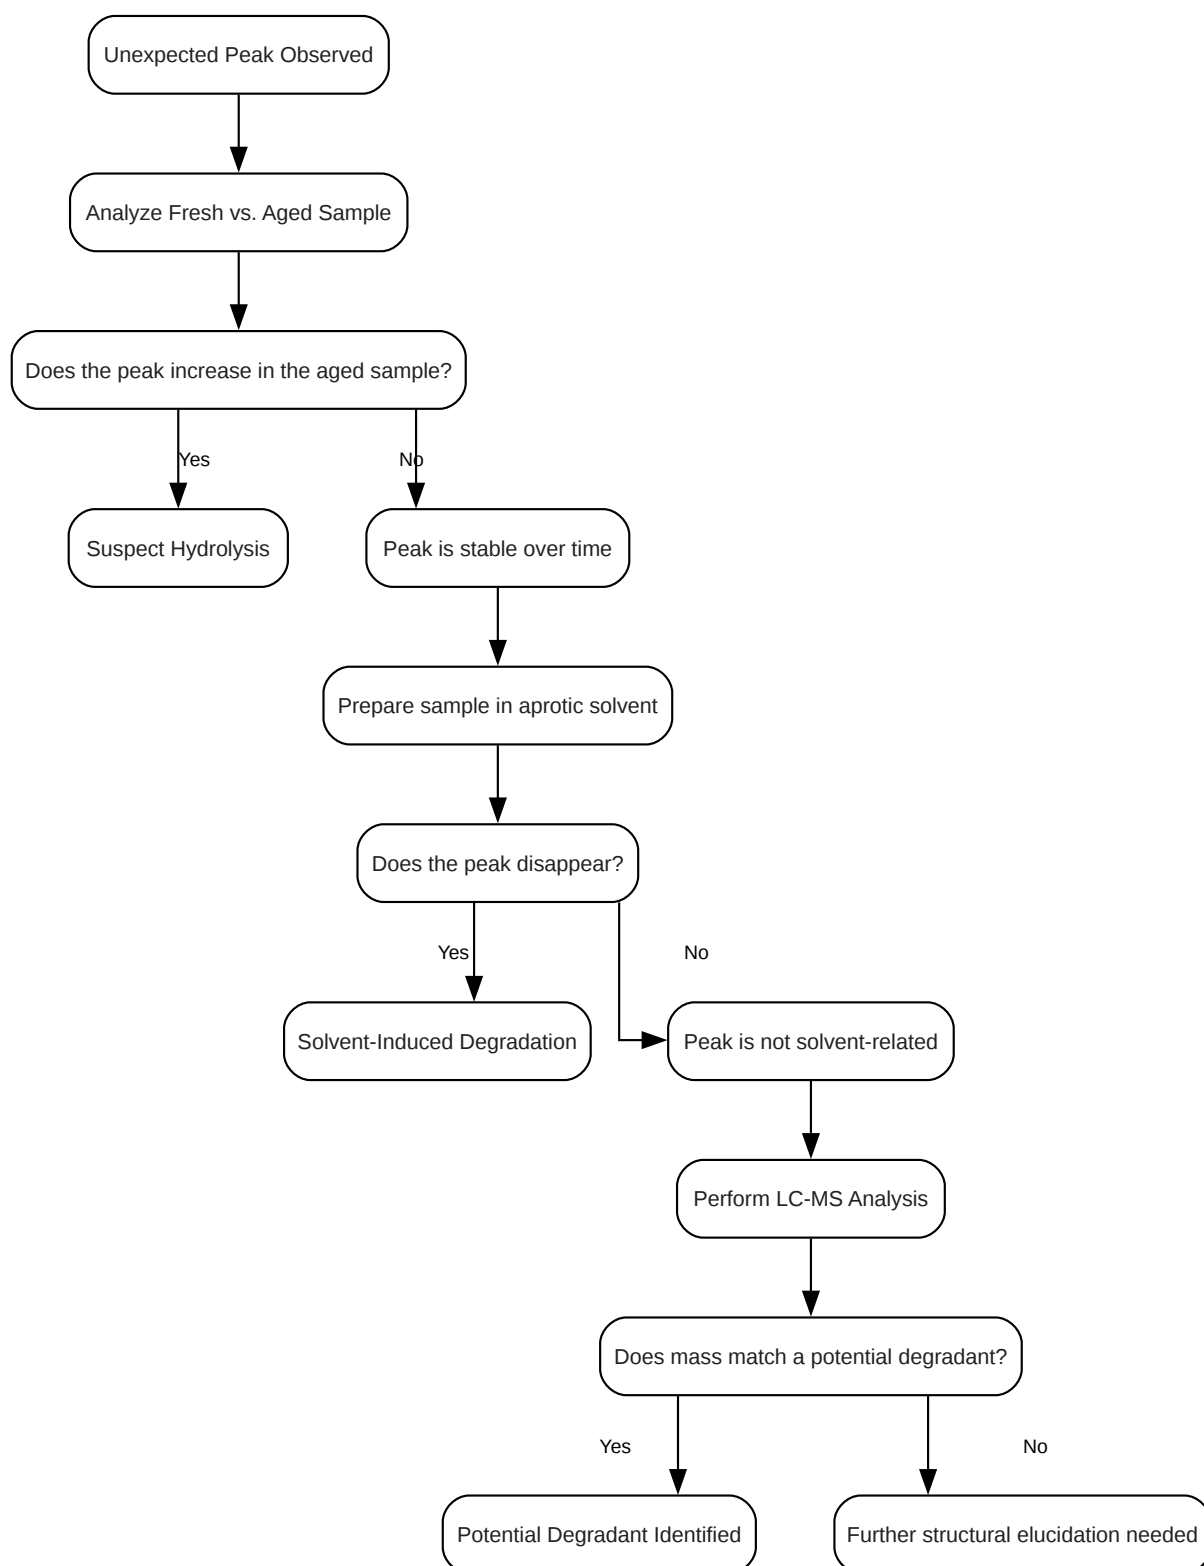 Unexpected Peak Observed
Analyze Fresh vs. Aged Sample
Does the peak increase in the aged sample?
Yes
No
Suspect Hydrolysis
Peak is stable over time
Prepare sample in aprotic solvent
Does the peak disappear?
Yes
No
Solvent-Induced Degradation
Peak is not solvent-related
Perform LC-MS Analysis
Does mass match a potential degradant?
Yes
No
Potential Degradant Identified
Further structural elucidation needed